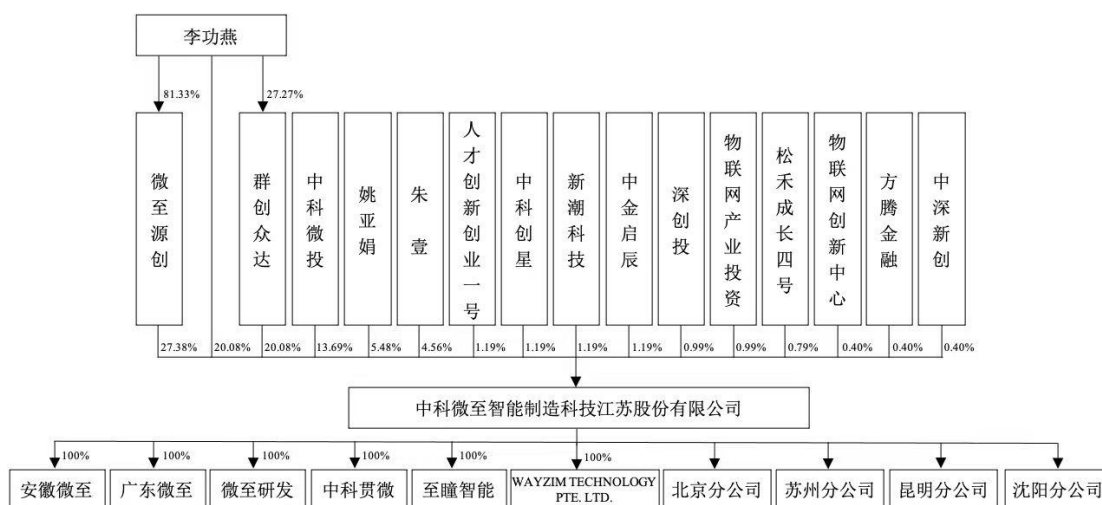 李功燕
81.33%
27.27%
微至源创
群创众达
中科微投
姚亚娟
朱壹
人才创新创业一号
中科创星
新潮科技
中金启辰
深创投
物联网产业投资
松禾成长四号
物联网创新中心
方腾金融
中深新创
27.38%
20.08%
20.08%
13.69%
5.48%
4.56%
1.19%
1.19%
1.19%
1.19%
0.99%
0.99%
0.79%
0.40%
0.40%
0.40%
中科微至智能制造科技江苏股份有限公司
100%
100%
100%
100%
100%
100%
安徽微至
广东微至
微至研发
中科贯微
至瞳智能
WAYZIM TECHNOLOGY
PTE. LTD.
北京分公司
苏州分公司
昆明分公司
沈阳分公司